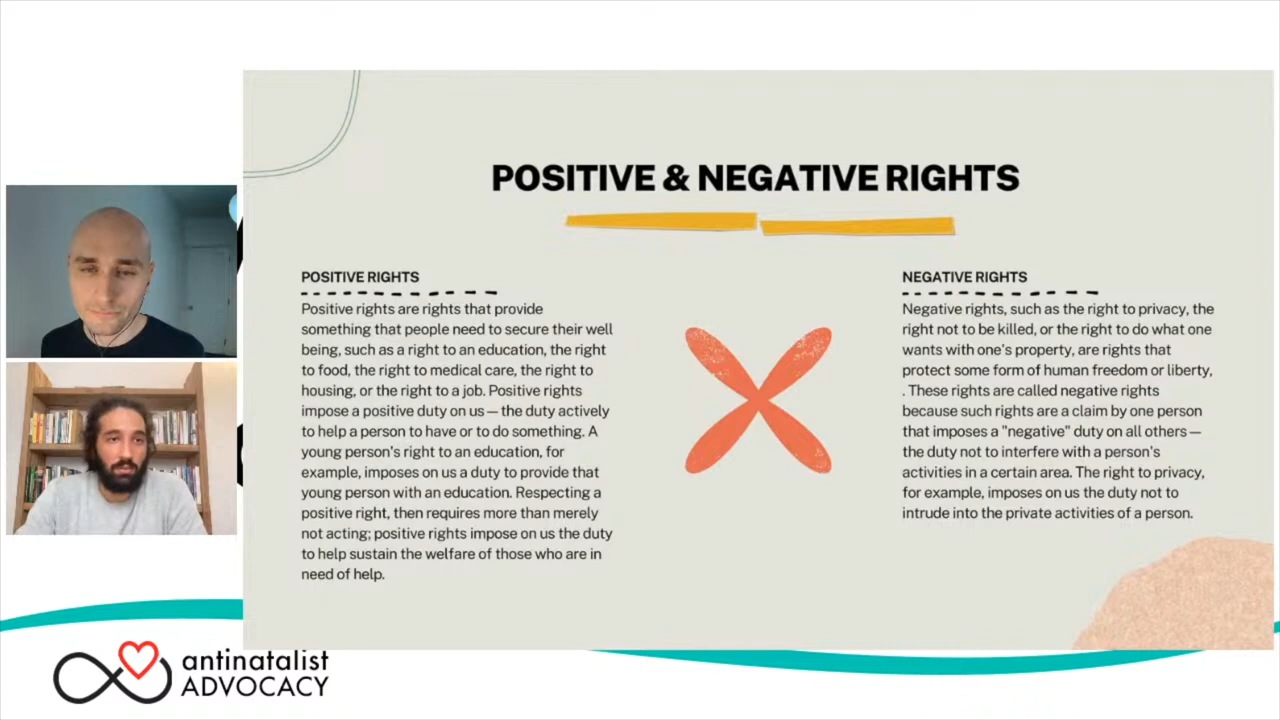 POSITIVE & NEGATIVE RIGHTS
POSITIVE RIGHTS
Positive rights are rights that provide
something that people need to secure their well
being, such as a right to an education, the right
to food, the right to medical care, the right to
housing, or the right to a job. Positive rights
impose a positive duty on us — the duty actively
to help a person to have or to do something. A
young person's right to an education, for
example, imposes on us a duty to provide that
young person with an education. Respecting a
positive right, then requires more than merely
not acting; positive rights impose on us the duty
to help sustain the welfare of those who are in
need of help.
NEGATIVE RIGHTS
Negative rights, such as the right to privacy, the
right not to be killed, or the right to do what one
wants with one's property, are rights that
protect some form of human freedom or liberty,
. These rights are called negative rights
because such rights are a claim by one person
that imposes a "negative" duty on all others —
the duty not to interfere with a person's
activities in a certain area. The right to privacy,
for example, imposes on us the duty not to
intrude into the private activities of a person.
antinatalist
ADVOCACY